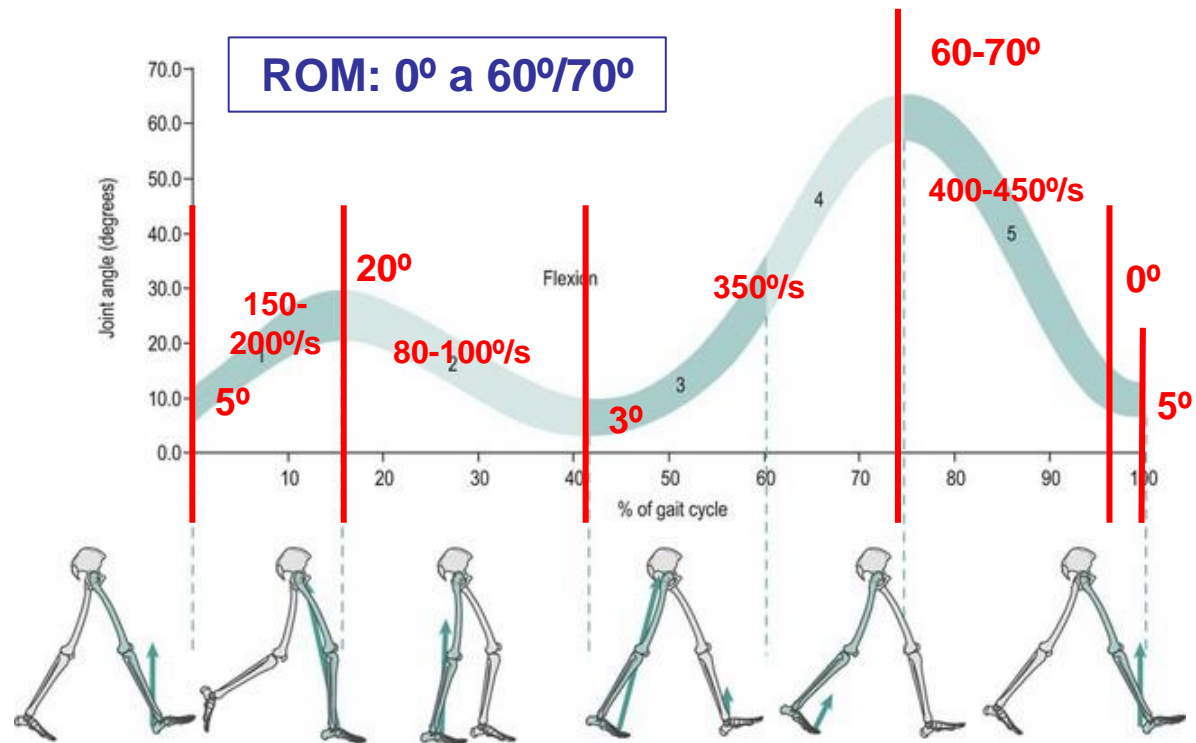 60-70º
ROM: 0º a 60º/70º
70.0
60.0
50.0
40.0
30.0
20.0
10.0
0.0
Joint angle (degrees)
400-450º/s
4
5
20º
Flexion
0º
150-
200º/s
1
350º/s
80-100º/s
2
3
5º
3º
5º
10
20
30
40
50
60
70
80
90
100
% of gait cycle